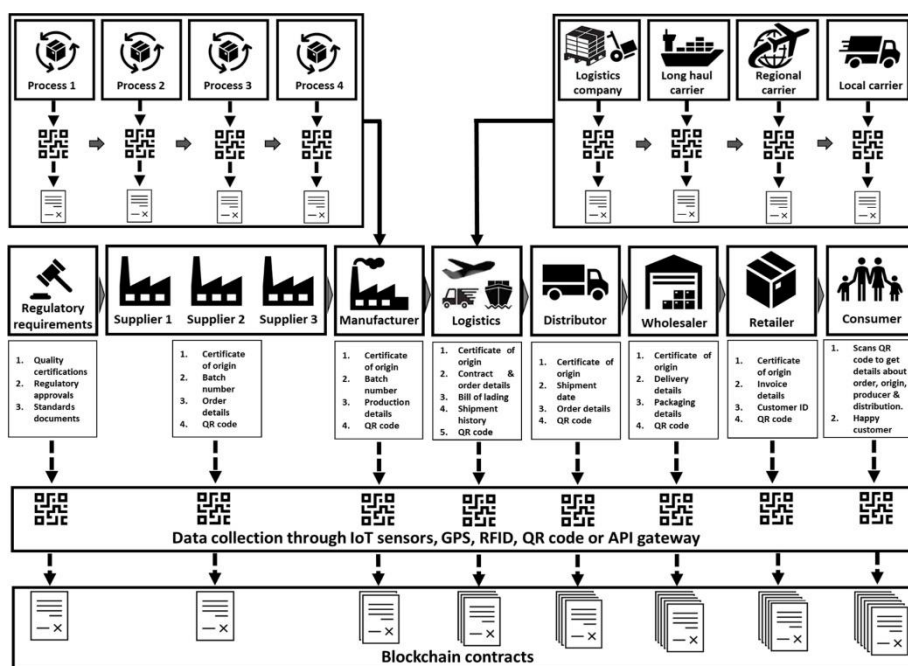 Process 1
Process 2
Process 3
Process 4
Logistics
company
Long haul
carrier
Regional
carrier
Local carrier
Regulatory
requirements
Supplier 1
Supplier 2
Supplier 3
Manufacturer
Logistics
Distributor
Wholesaler
Retailer
Consumer
1. Quality
certifications
2. Regulatory
approvals
3. Standards
documents
1. Certificate
of origin
2. Batch
number
3. Order
details
4. QR code
1. Certificate
of origin
2. Batch
number
3. Production
details
4. QR code
1. Certificate of
origin
2. Contract &
order details
3. Bill of lading
4. Shipment
history
5. QR code
1. Certificate
of origin
2. Shipment
date
3. Order details
4. QR code
1. Certificate
of origin
2. Delivery
details
3. Packaging
details
4. QR code
1. Certificate
of origin
2. Invoice
details
3. Customer ID
4. QR code
1. Scans QR
code to get
details about
order, origin,
producer &
distribution.
2. Happy
customer
Data collection through IoT sensors, GPS, RFID, QR code or API gateway
Blockchain contracts